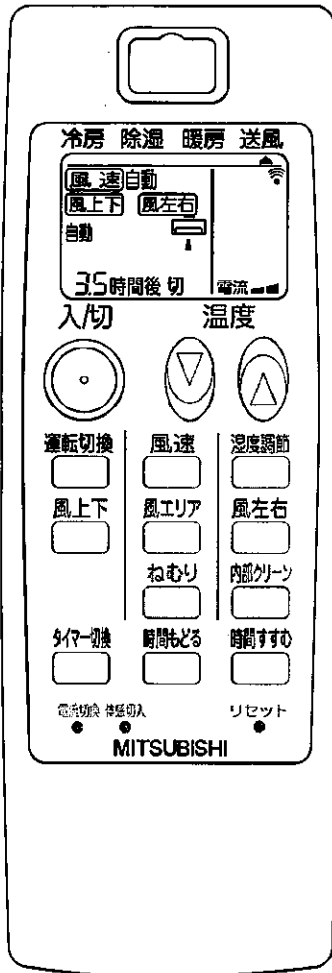 冷房 除湿 暖房 送風
風速 自動
風上下 風左右
自動
3.5時間後 切 電流
入/切 温度
運転切換 風速 湿度調節
風上下 風エリア 風左右
ねむり 内部クリーン
タイマー切換 時間もどる 時間すすむ
電流切換 体感切入 リセット
MITSUBISHI